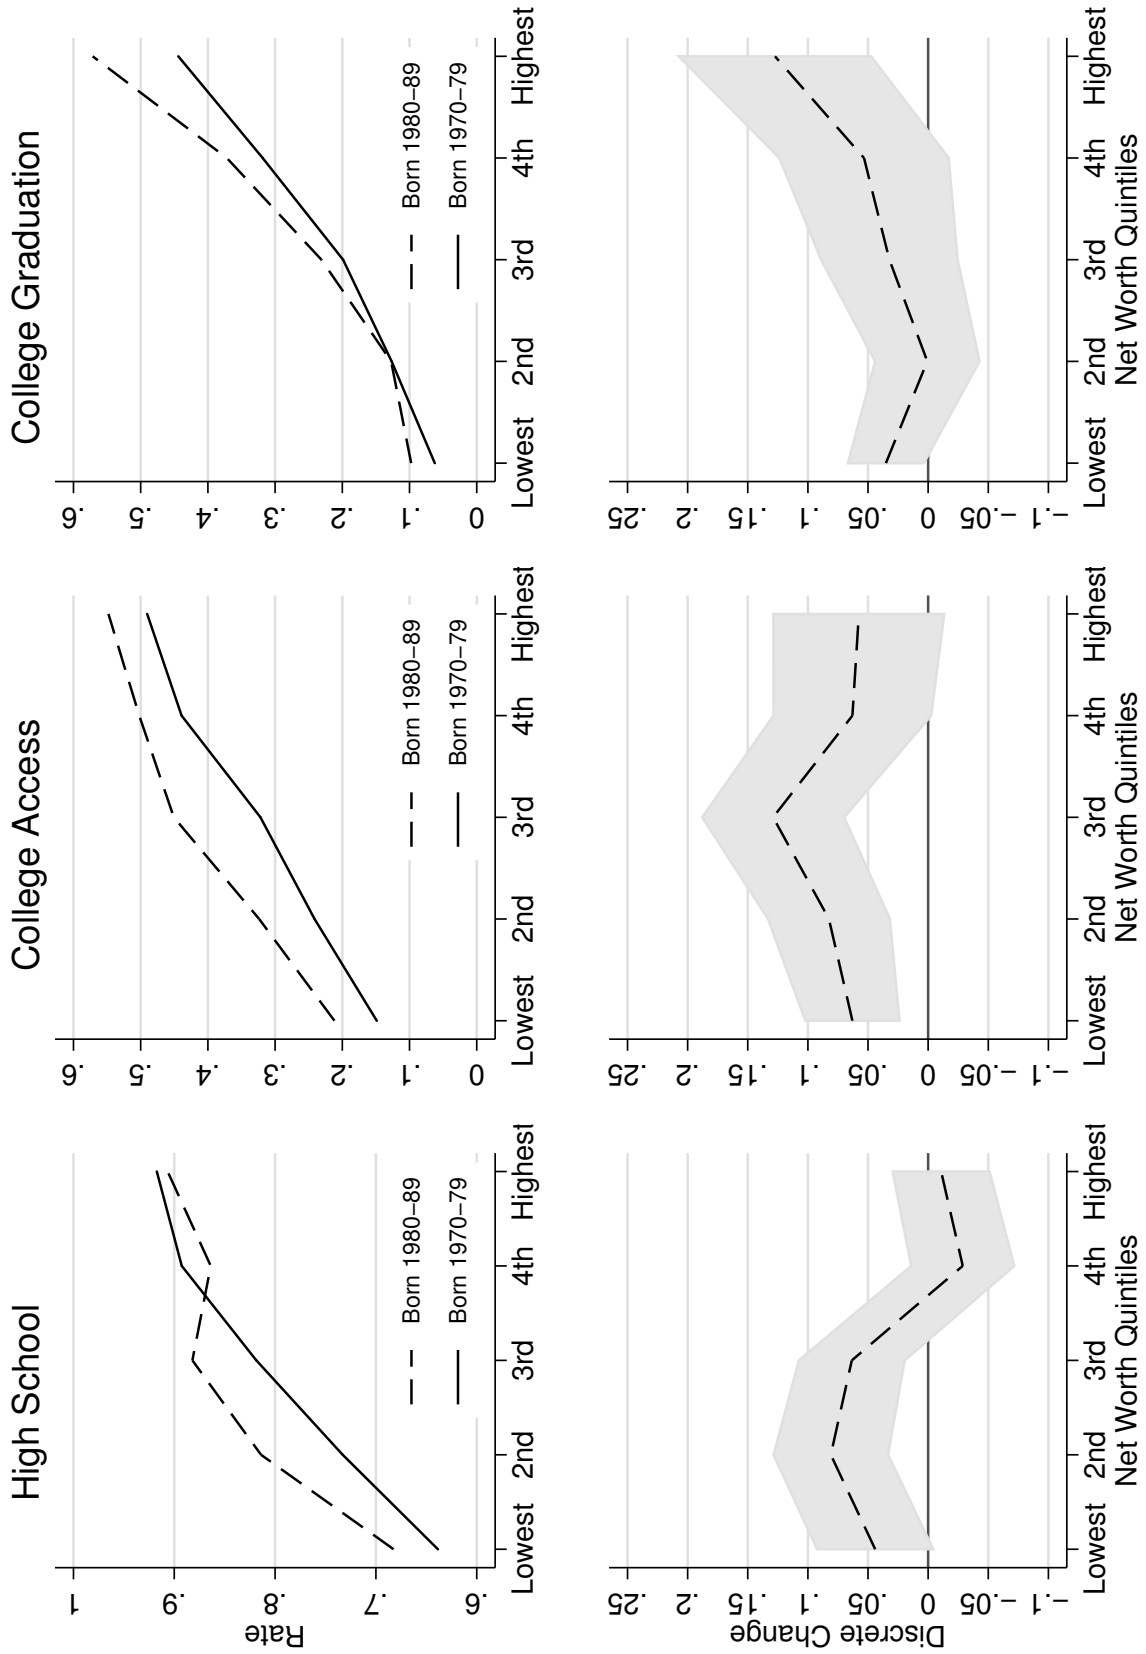 High School
Rate
1
.9
.8
.7
.6
Lowest 2nd 3rd 4th Highest
Born 1980–89
Born 1970–79
College Access
.6
.5
.4
.3
.2
.1
0
Lowest 2nd 3rd 4th Highest
Born 1980–89
Born 1970–79
College Graduation
.6
.5
.4
.3
.2
.1
0
Lowest 2nd 3rd 4th Highest
Born 1980–89
Born 1970–79
Discrete Change
.25
.2
.15
.1
.05
0
−.05
−.1
Lowest 2nd 3rd 4th Highest
Net Worth Quintiles
.25
.2
.15
.1
.05
0
−.05
−.1
Lowest 2nd 3rd 4th Highest
Net Worth Quintiles
.25
.2
.15
.1
.05
0
−.05
−.1
Lowest 2nd 3rd 4th Highest
Net Worth Quintiles